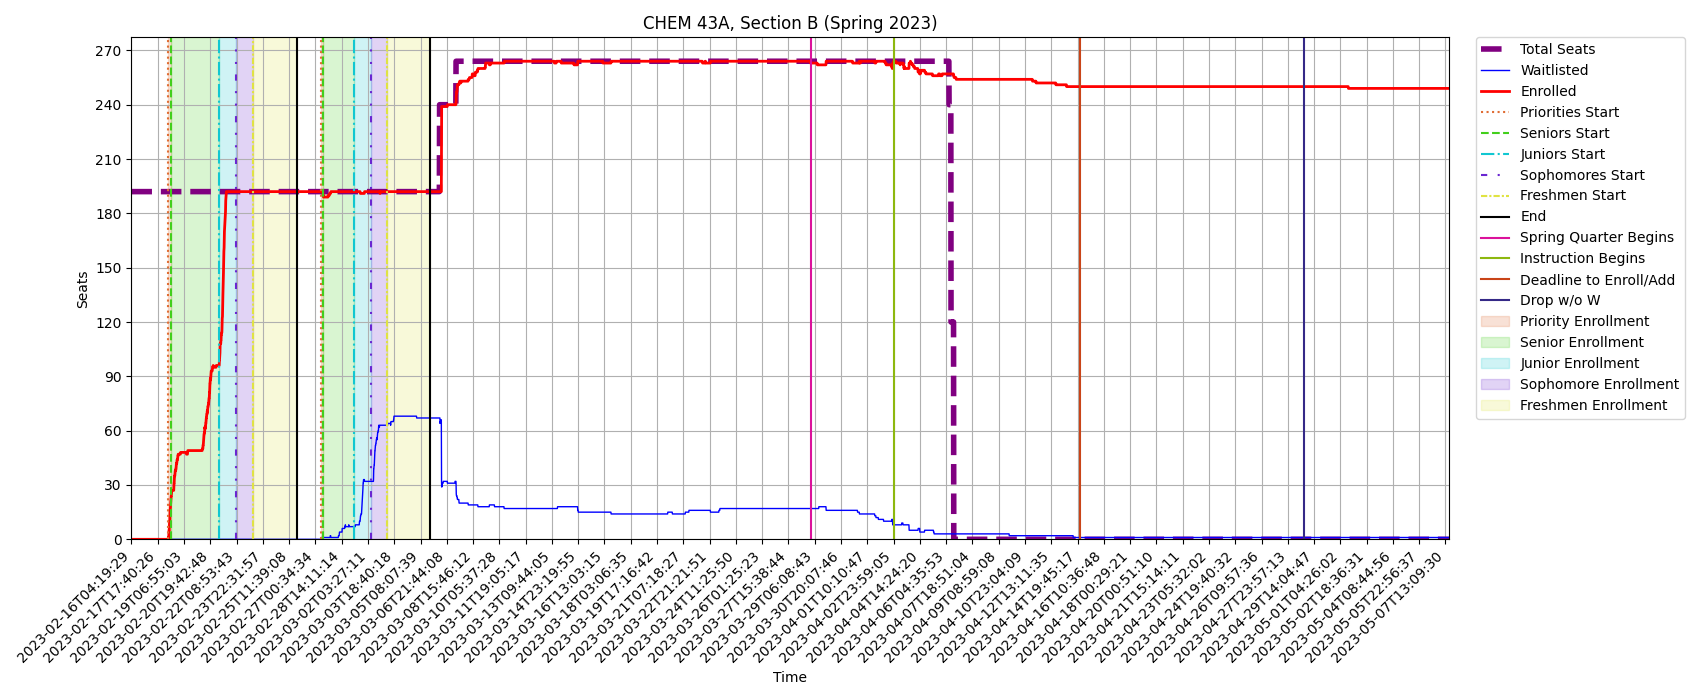 CHEM 43A, Section B (Spring 2023)
Seats
270
240
210
180
150
120
90
60
30
0
2023-02-16T04:19:29
2023-02-17T17:40:26
2023-02-19T06:55:03
2023-02-20T19:42:48
2023-02-22T08:53:43
2023-02-23T22:31:57
2023-02-25T11:39:08
2023-02-27T00:34:34
2023-02-28T14:11:14
2023-03-02T03:27:11
2023-03-03T18:40:18
2023-03-05T08:07:39
2023-03-06T21:44:08
2023-03-08T15:46:12
2023-03-10T05:37:28
2023-03-11T19:05:17
2023-03-13T09:44:05
2023-03-14T23:19:55
2023-03-16T13:03:15
2023-03-18T03:06:35
2023-03-19T17:16:42
2023-03-21T07:18:27
2023-03-22T21:21:51
2023-03-24T11:25:50
2023-03-26T01:25:23
2023-03-27T15:38:44
2023-03-29T06:08:43
2023-03-30T20:07:46
2023-04-01T10:10:47
2023-04-02T23:59:05
2023-04-04T14:24:20
2023-04-06T04:35:53
2023-04-07T18:51:04
2023-04-09T08:59:08
2023-04-10T23:04:09
2023-04-12T13:11:35
2023-04-14T19:45:17
2023-04-16T10:36:48
2023-04-18T00:29:21
2023-04-20T00:51:10
2023-04-21T15:14:11
2023-04-23T05:32:02
2023-04-24T19:40:32
2023-04-26T09:57:36
2023-04-27T23:57:13
2023-04-29T14:04:47
2023-05-01T04:26:02
2023-05-02T18:36:31
2023-05-04T08:44:56
2023-05-05T22:56:37
2023-05-07T13:09:30
Time
Total Seats
Waitlisted
Enrolled
Priorities Start
Seniors Start
Juniors Start
Sophomores Start
Freshmen Start
End
Spring Quarter Begins
Instruction Begins
Deadline to Enroll/Add
Drop w/o W
Priority Enrollment
Senior Enrollment
Junior Enrollment
Sophomore Enrollment
Freshmen Enrollment